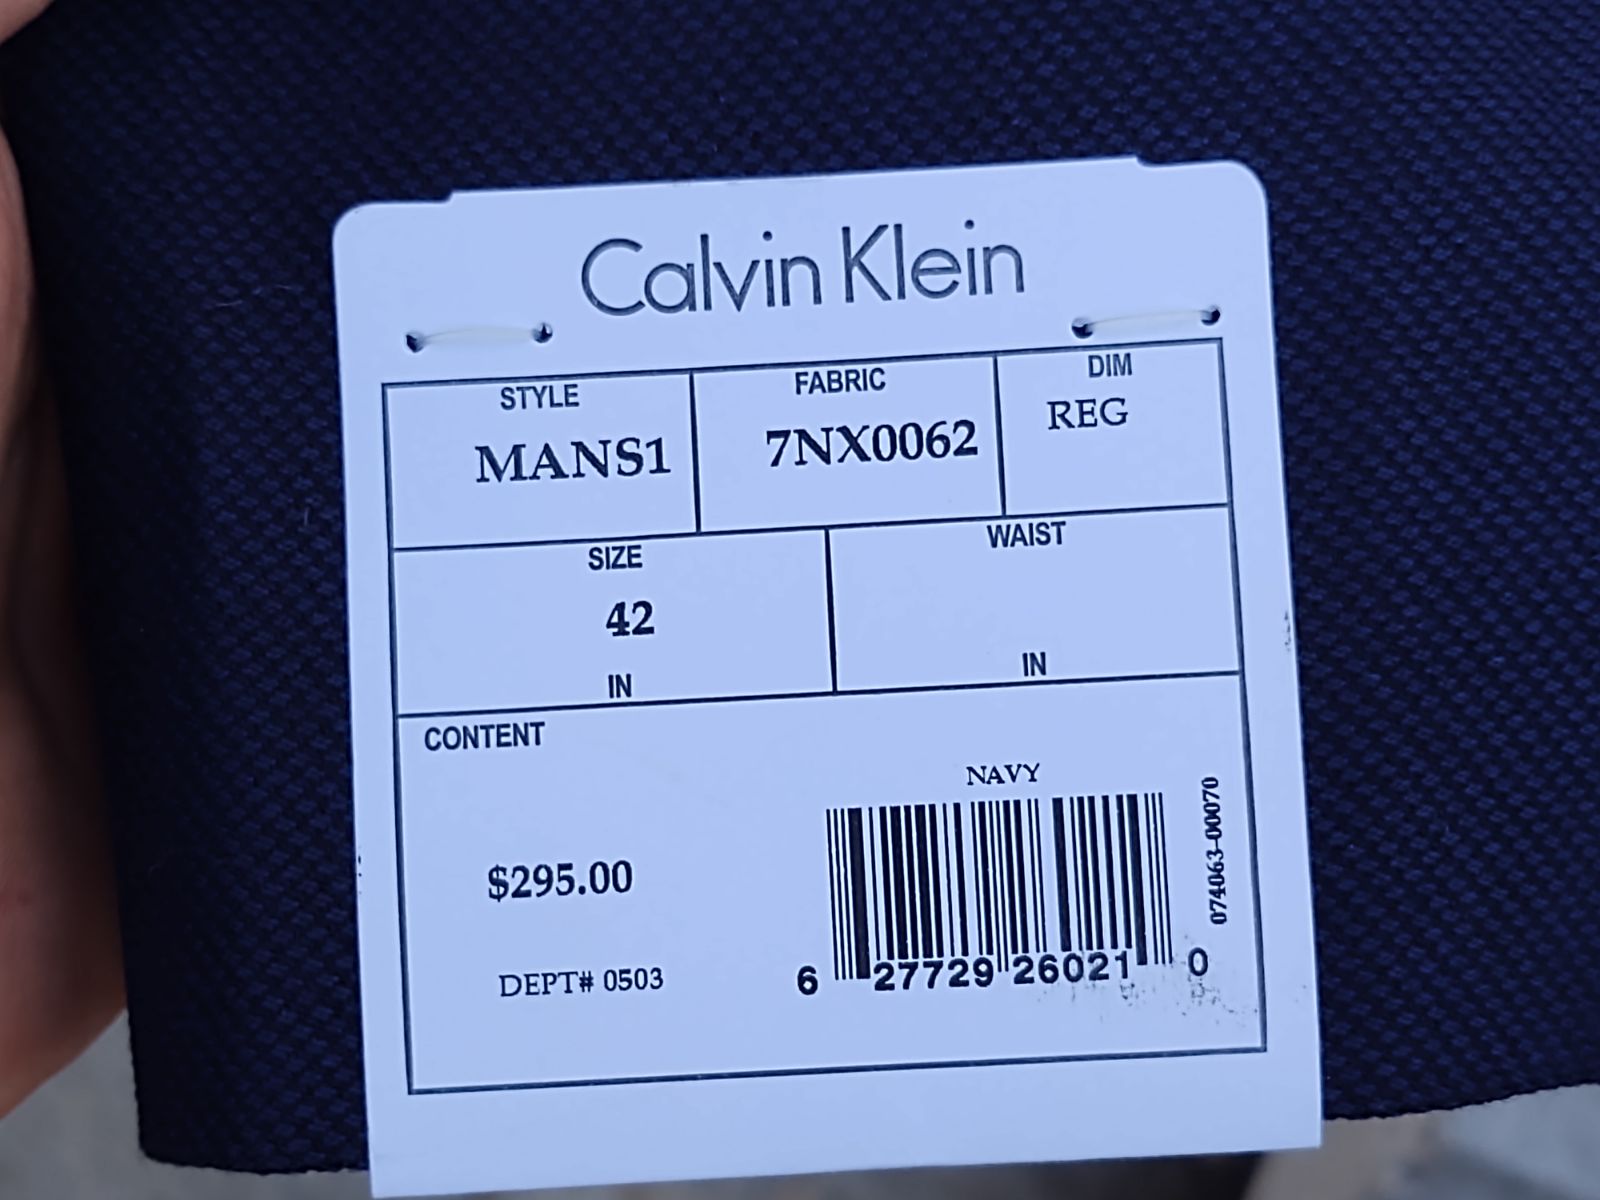 Calvin Klein
STYLE
MANS1
FABRIC
7NX0062
DIM
REG
SIZE
42
IN
WAIST
IN
CONTENT
$295.00
DEPT# 0503
NAVY
6 27729 26021 0
074063-00070